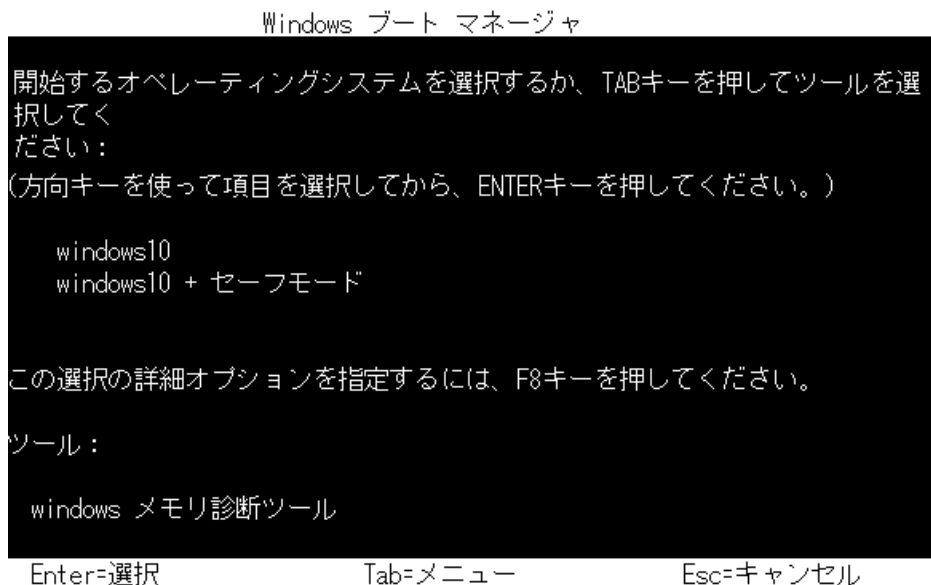 Windows ブート マネージャ
開始するオペレーティングシステムを選択するか、TABキーを押してツールを選
択してく
ださい：
(方向キーを使って項目を選択してから、ENTERキーを押してください。)
windows10
windows10 + セーフモード
この選択の詳細オプションを指定するには、F8キーを押してください。
ツール：
windows メモリ診断ツール
Enter=選択 Tab=メニュー Esc=キャンセル